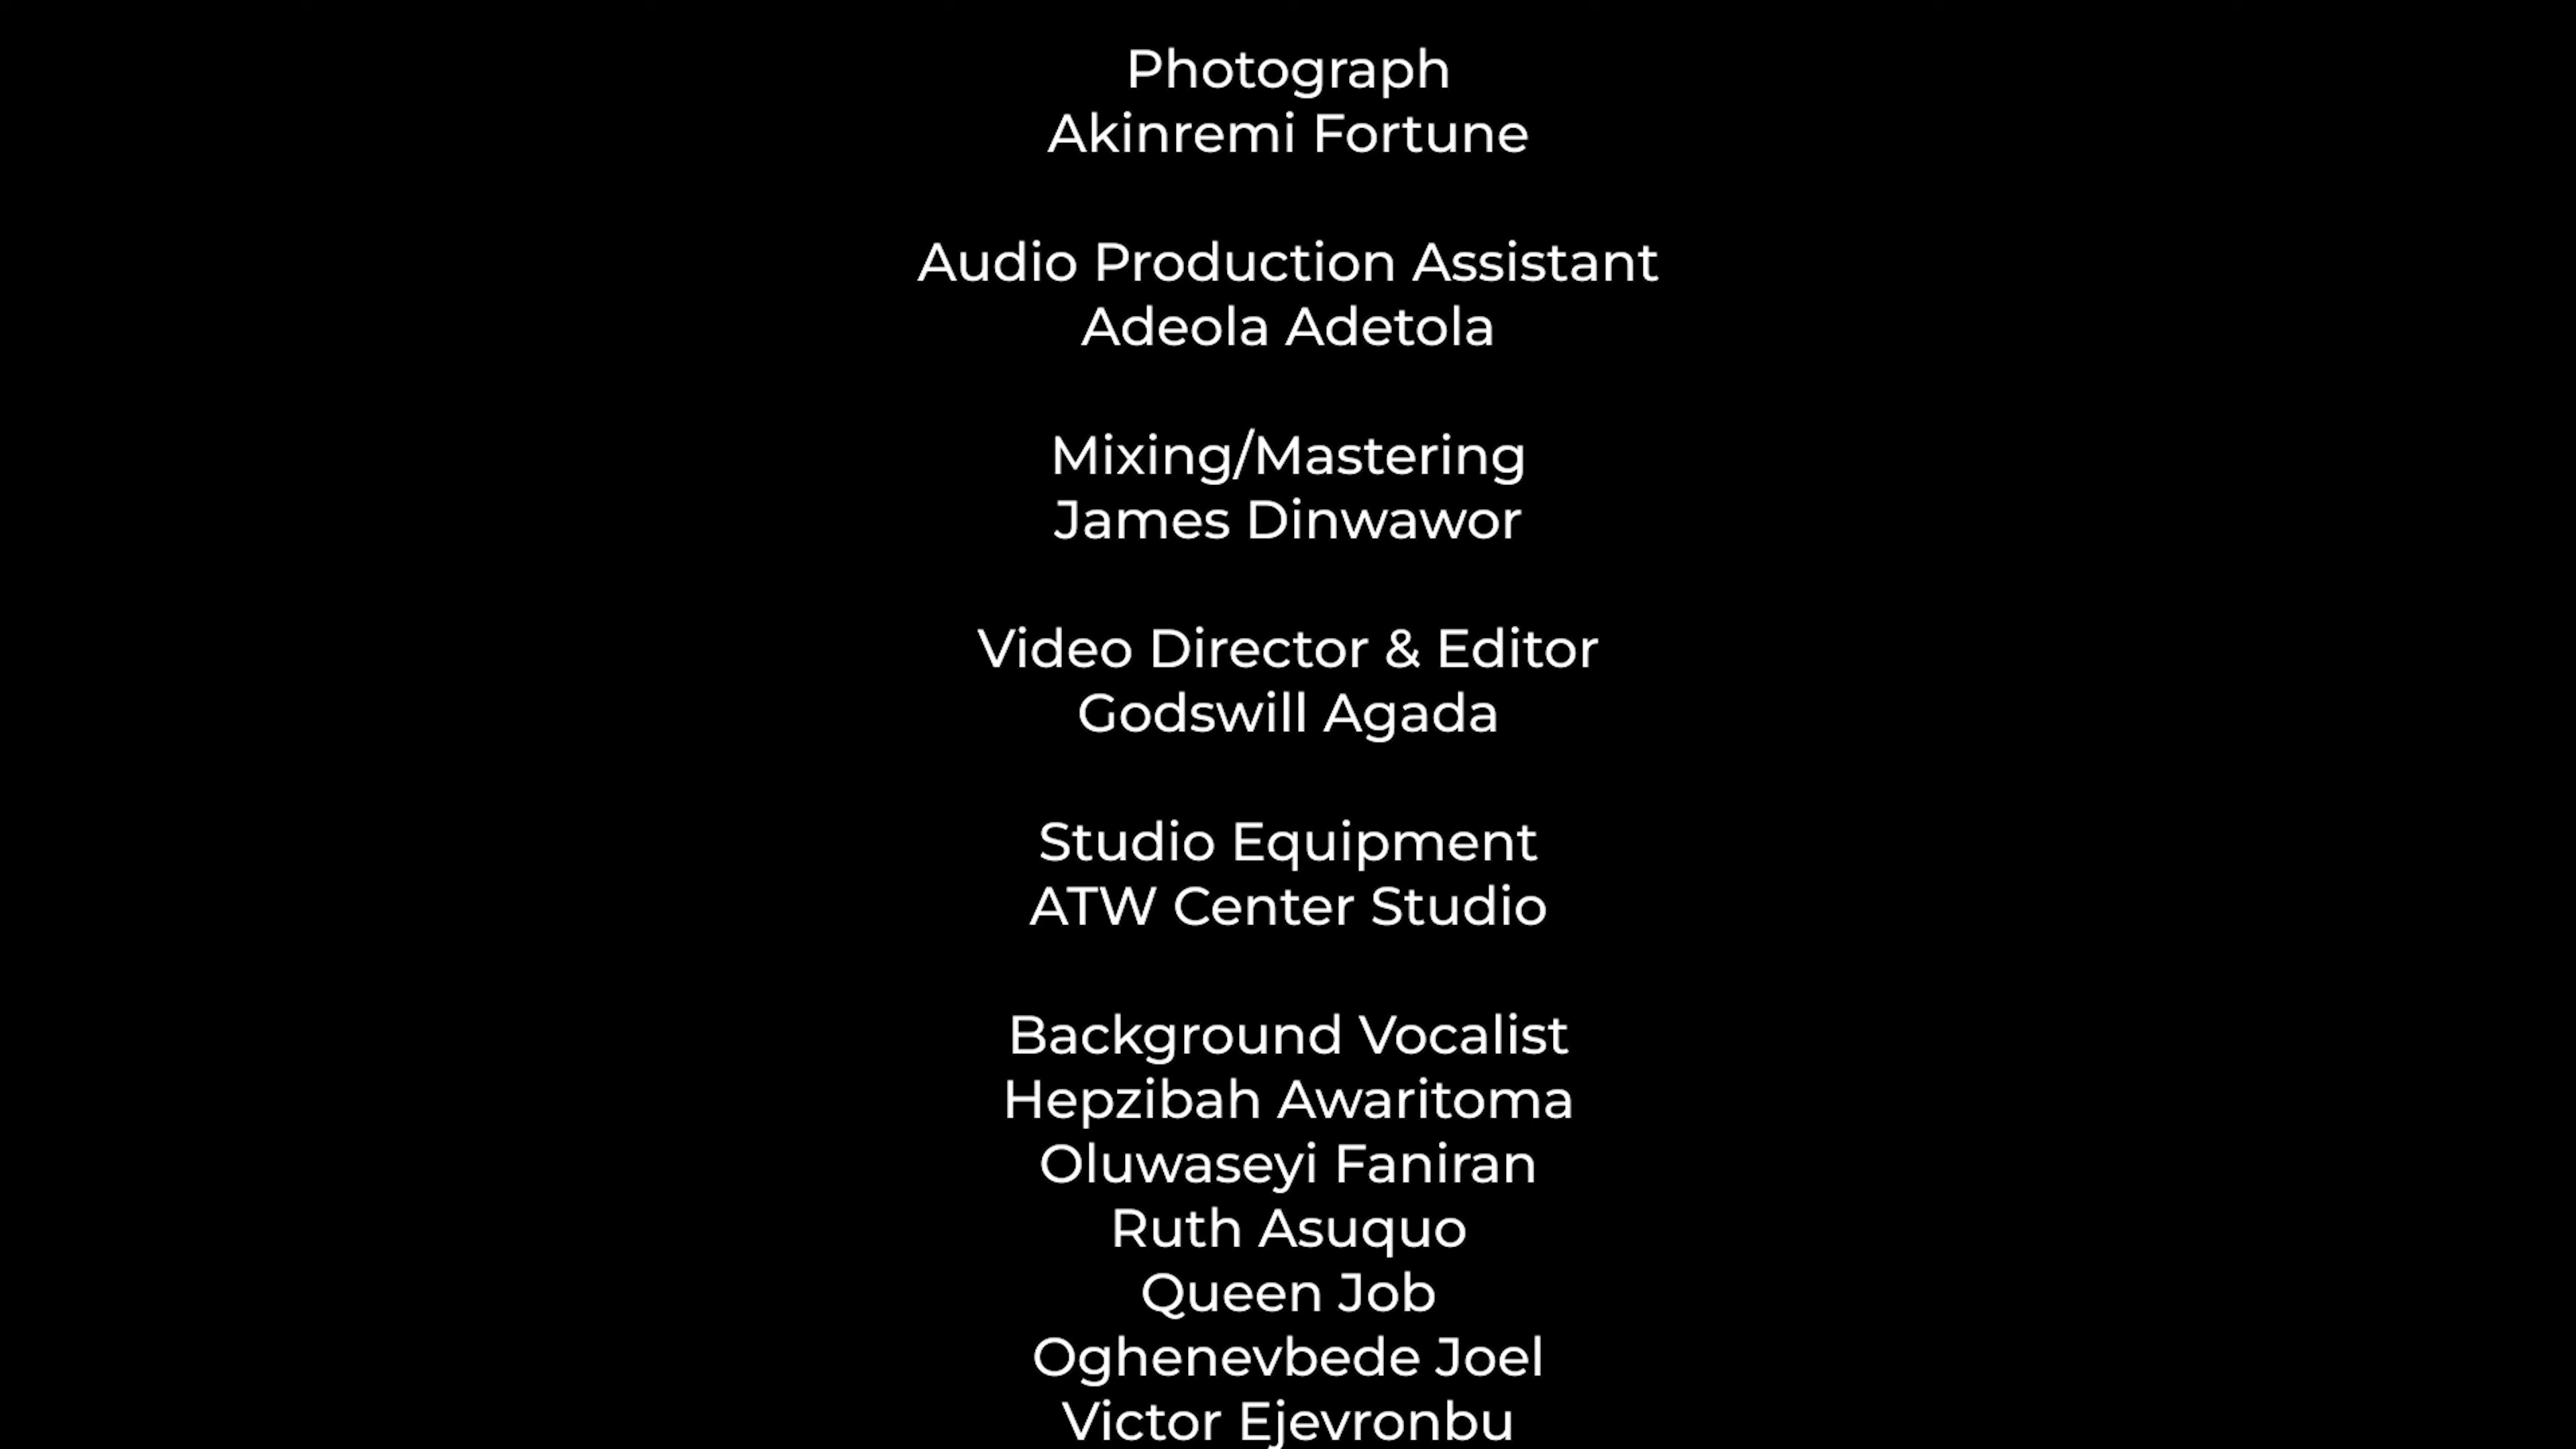 Photograph
Akinremi Fortune
Audio Production Assistant
Adeola Adetola
Mixing/Mastering
James Dinwawor
Video Director & Editor
Godswill Agada
Studio Equipment
ATW Center Studio
Background Vocalist
Hepzibah Awaritoma
Oluwaseyi Faniran
Ruth Asuquo
Queen Job
Oghenevbede Joel
Victor Ejevronbu